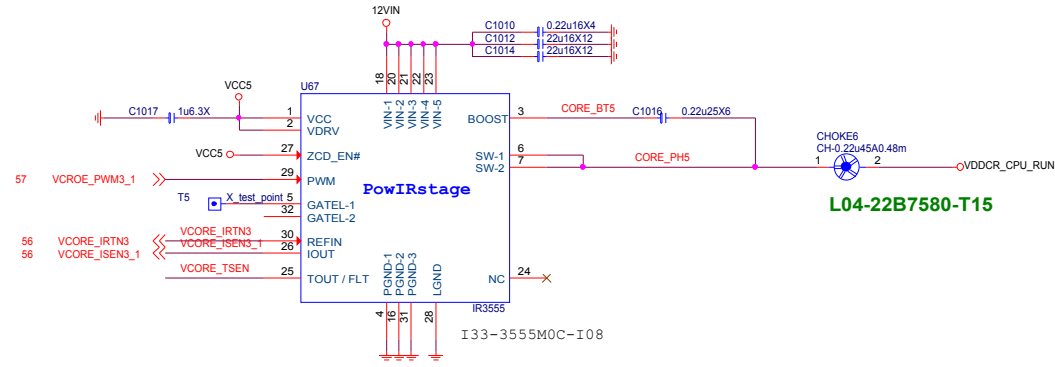 12VIN
C1010 0.22u16X4
C1012 22u16X12
C1014 22u16X12
18 20 21 22 23
VCC5 U67
C1017 1u6.3X 1 VCC VIN-1 VIN-2 VIN-3 VIN-4 VIN-5 BOOST 3 CORE_BT5 C1016 0.22u25X6
2 VDRV
CHOKE6
CH-0.22u45A0.48m
VCC5 27 ZCD_EN# SW-1 6
SW-2 7 CORE_PH5 1 2 VDDCR_CPU_RUN
57 VCROE_PWM3_1 29 PWM
PowIRstage
T5 X_test_point 5 GATEL-1
32 GATEL-2
L04-22B7580-T15
56 VCORE_IRTN3 VCORE_IRTN3 30 REFIN
56 VCORE_ISEN3_1 VCORE_ISEN3_1 26 IOUT
VCORE_TSEN 25 TOUT / FLT PGND-1 PGND-2 PGND-3 LGND NC 24
4 16 31 28 IR3555
I33-3555M0C-I08